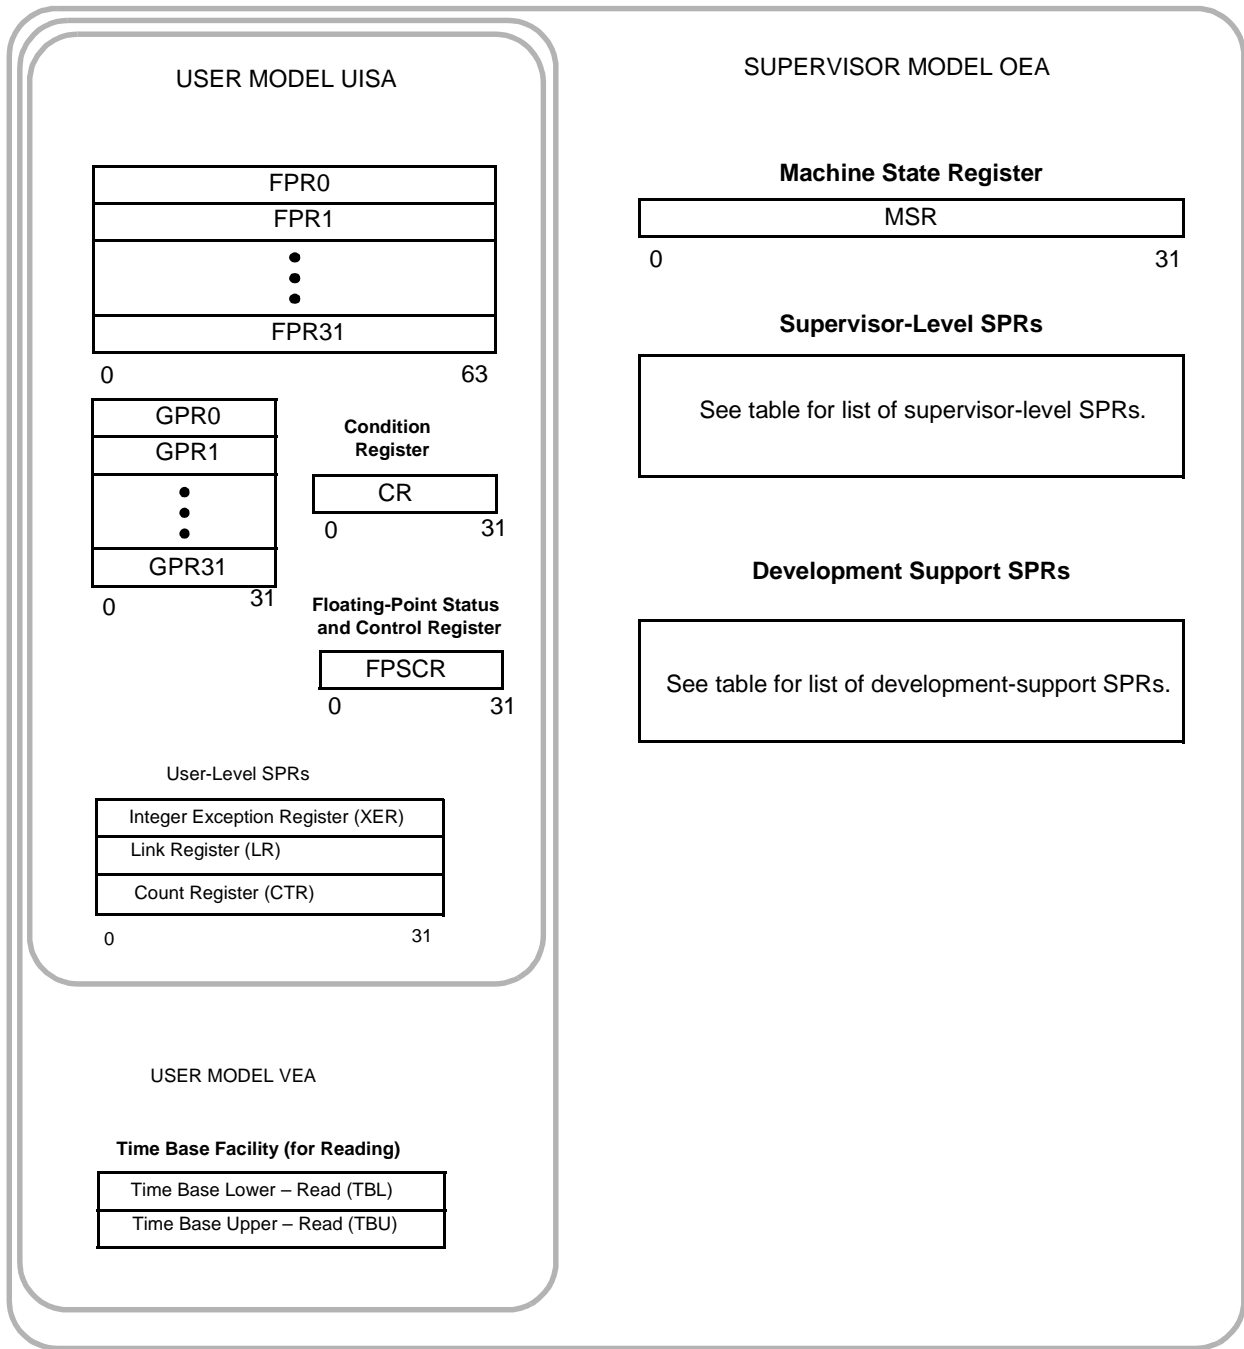 USER MODEL UISA
FPR0
FPR1
FPR31
0 63
GPR0
GPR1
GPR31
0 31
Condition
Register
CR
0 31
Floating-Point Status
and Control Register
FPSCR
0 31
User-Level SPRs
Integer Exception Register (XER)
Link Register (LR)
Count Register (CTR)
0 31
USER MODEL VEA
Time Base Facility (for Reading)
Time Base Lower – Read (TBL)
Time Base Upper – Read (TBU)
SUPERVISOR MODEL OEA
Machine State Register
MSR
0 31
Supervisor-Level SPRs
See table for list of supervisor-level SPRs.
Development Support SPRs
See table for list of development-support SPRs.